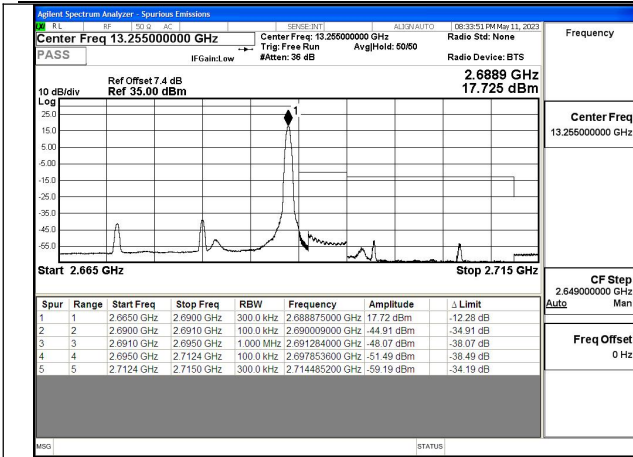 Agilent Spectrum Analyzer - Spurious Emissions
RL RF 50 Ω AC SENSE:INT ALIGN AUTO 08:33:51 PM May 11, 2023
Center Freq 13.255000000 GHz
Center Freq: 13.255000000 GHz
Radio Std: None
Trig: Free Run Avg|Hold: 50/50
PASS IFGain:Low #Atten: 36 dB Radio Device: BTS
Ref Offset 7.4 dB
10 dB/div Ref 35.00 dBm
2.6889 GHz
17.725 dBm
Log
25.0
15.0
5.00
-5.00
-15.0
-25.0
-35.0
-45.0
-55.0
1
Start 2.665 GHz Stop 2.715 GHz
Spur Range Start Freq Stop Freq RBW Frequency Amplitude Δ Limit
1 1 2.6650 GHz 2.6900 GHz 300.0 kHz 2.688875000 GHz 17.72 dBm -12.28 dB
2 2 2.6900 GHz 2.6910 GHz 100.0 kHz 2.690009000 GHz -44.91 dBm -34.91 dB
3 3 2.6910 GHz 2.6950 GHz 1.000 MHz 2.691284000 GHz -48.07 dBm -38.07 dB
4 4 2.6950 GHz 2.7124 GHz 100.0 kHz 2.697853000 GHz -51.49 dBm -38.49 dB
5 5 2.7124 GHz 2.7150 GHz 300.0 kHz 2.714485200 GHz -59.19 dBm -34.19 dB
MSG STATUS
Frequency
Center Freq
13.255000000 GHz
CF Step
2.649000000 GHz
Auto Man
Freq Offset
0 Hz